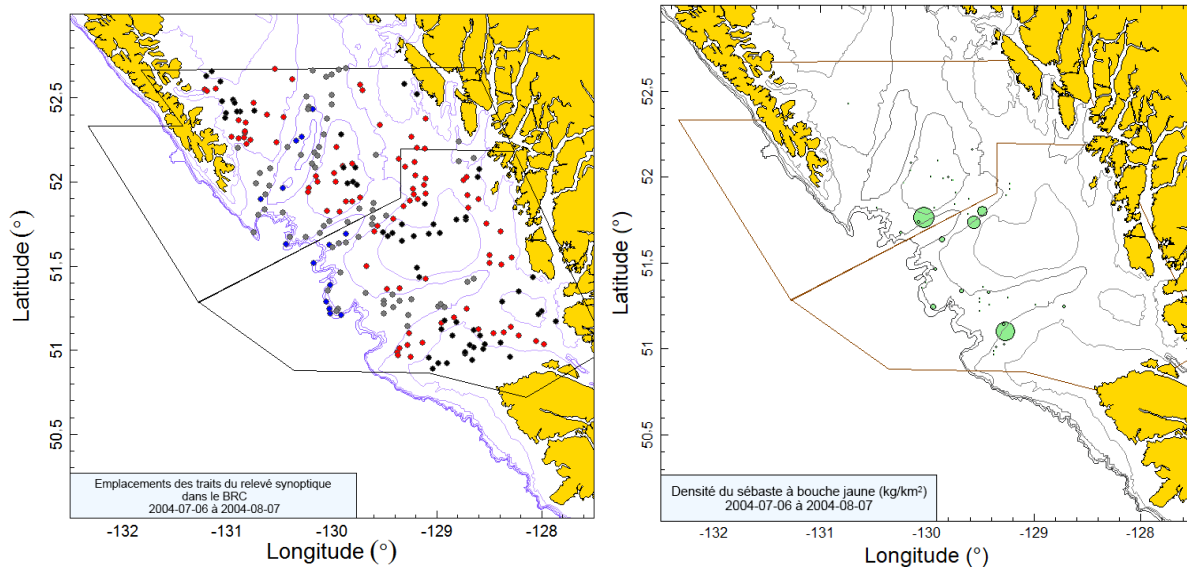 52.5
52
51.5
51
50.5
Latitude (°)
Emplacements des traits du relevé synoptique
dans le BRC
2004-07-06 à 2004-08-07
-132
-131
-130
-129
-128
Longitude (°)
52.5
52
51.5
51
50.5
Latitude (°)
Densité du sébaste à bouche jaune (kg/km²)
2004-07-06 à 2004-08-07
-132
-131
-130
-129
-128
Longitude (°)